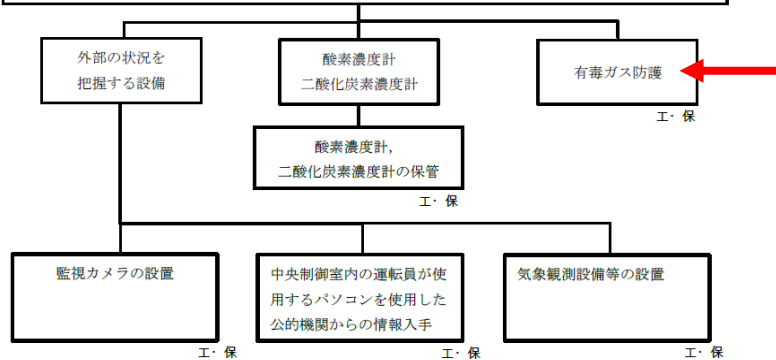 外部の状況を
把握する設備
酸素濃度計
二酸化炭素濃度計
有毒ガス防護
工・保
酸素濃度計,
二酸化炭素濃度計の保管
工・保
監視カメラの設置
中央制御室内の運転員が使
用するパソコンを使用した
公的機関からの情報入手
気象観測設備等の設置
工・保
工・保
工・保